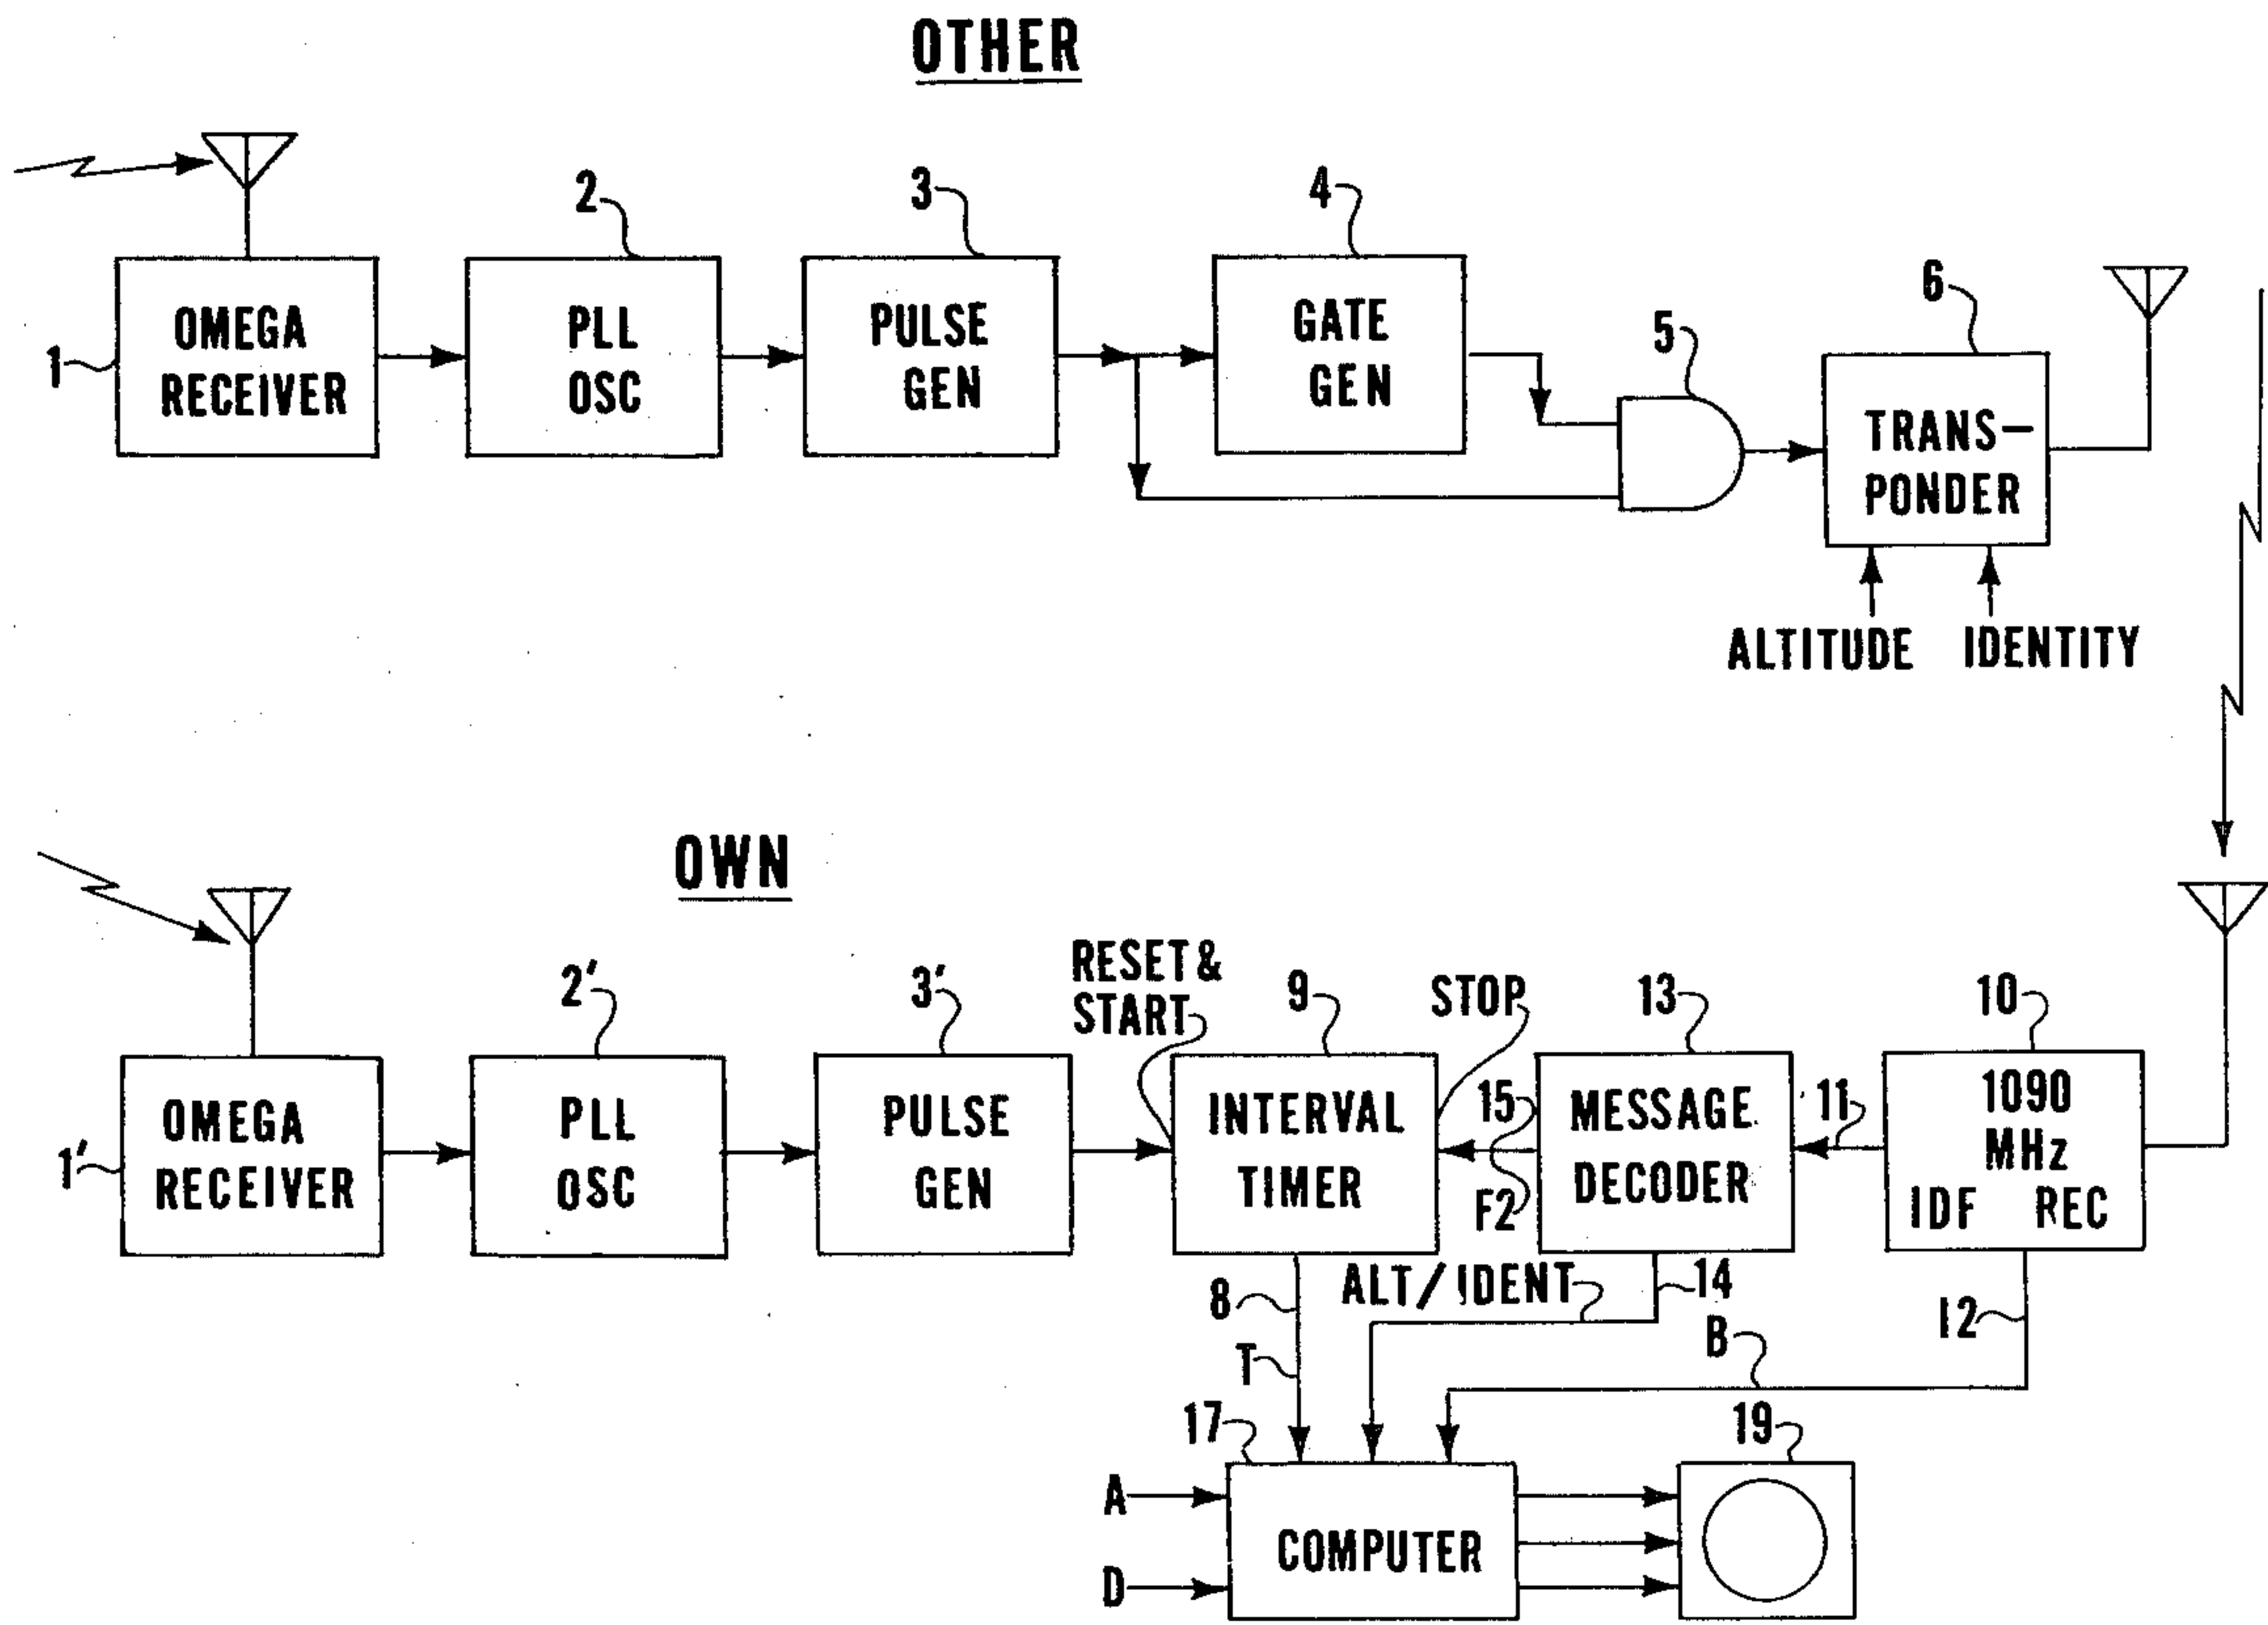 OTHER
2
3
4
5
6
1
OMEGA
RECEIVER
PLL
OSC
PULSE
GEN
GATE
GEN
TRANS-
PONDER
ALTITUDE IDENTITY
OWN
2'
3'
RESET &
START
9
STOP
13
10
1'
OMEGA
RECEIVER
PLL
OSC
PULSE
GEN
INTERVAL
TIMER
15
F2
MESSAGE
DECODER
11
1090
MHz
IDF REC
8
ALT/IDENT
14
12
T
B
17
19
A
D
COMPUTER